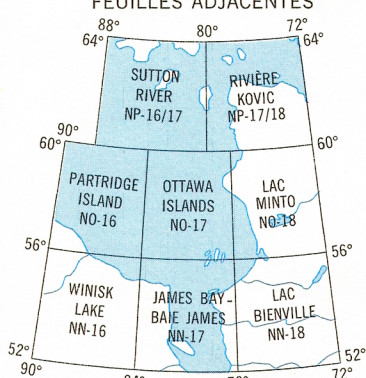 FEUILLES ADJACENTES
88° 80° 72°
64° 64°
SUTTON
RIVER
NP-16/17
RIVIÈRE
KOVIC
NP-17/18
90°
60° 60°
PARTRIDGE
ISLAND
NO-16
OTTAWA
ISLANDS
NO-17
LAC
MINTO
NO-18
56° 56°
WINISK
LAKE
NN-16
JAMES BAY-
BAIE JAMES
NN-17
LAC
BIENVILLE
NN-18
52° 52°
90° 72°